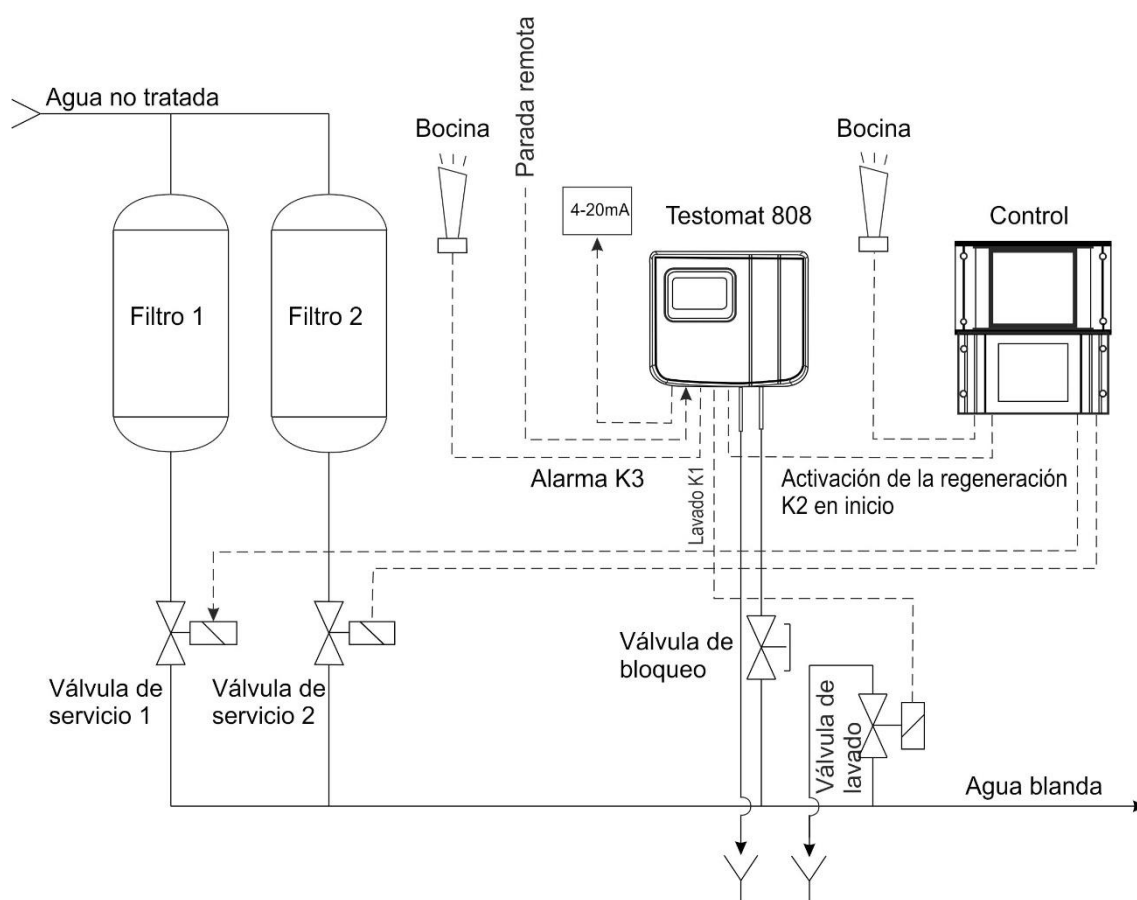 Agua no tratada
Bocina
Parada remota
4-20mA
Testomat 808
Bocina
Control
Filtro 1
Filtro 2
Alarma K3
Lavado K1
Activación de la regeneración
K2 en inicio
Válvula de
servicio 1
Válvula de
servicio 2
Válvula de
bloqueo
Válvula de
lavado
Agua blanda